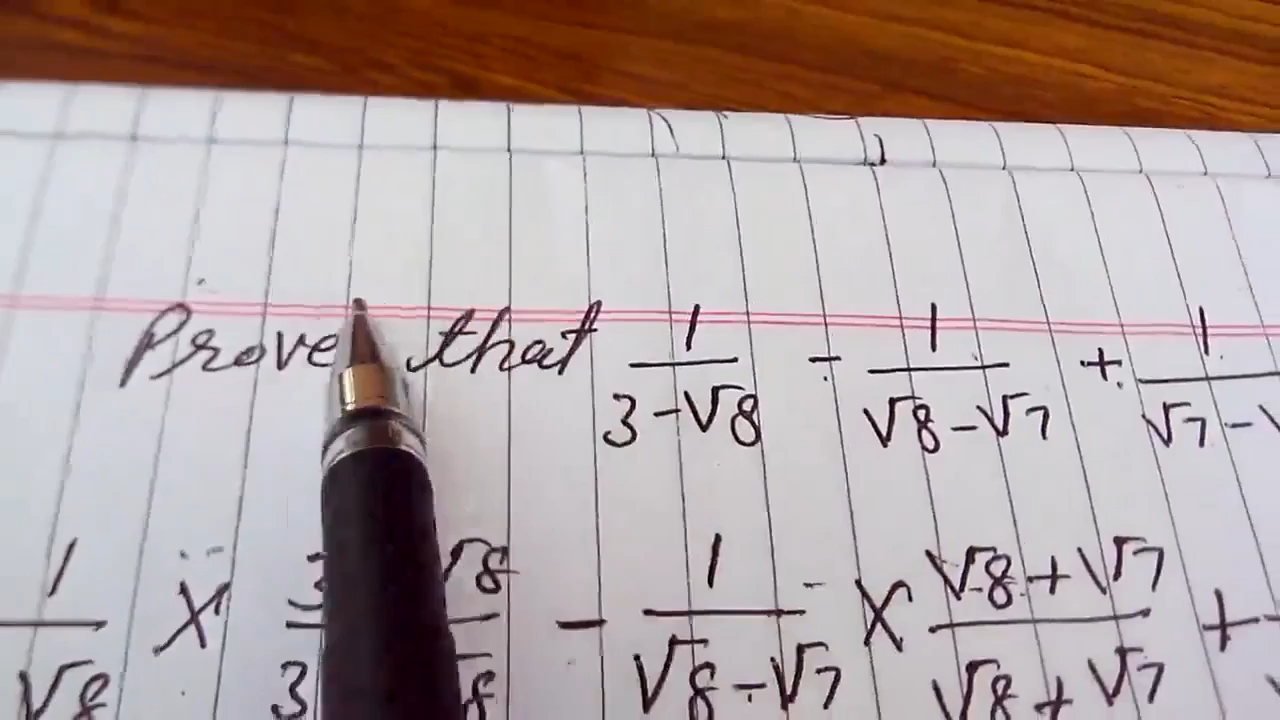 Prove that 1/(3-√8) - 1/(√8-√7) + 1/(√7-√
1/√8 × 3 √8/3 √8 - 1/(√8-√7) × (√8+√7)/(√8+√7) +